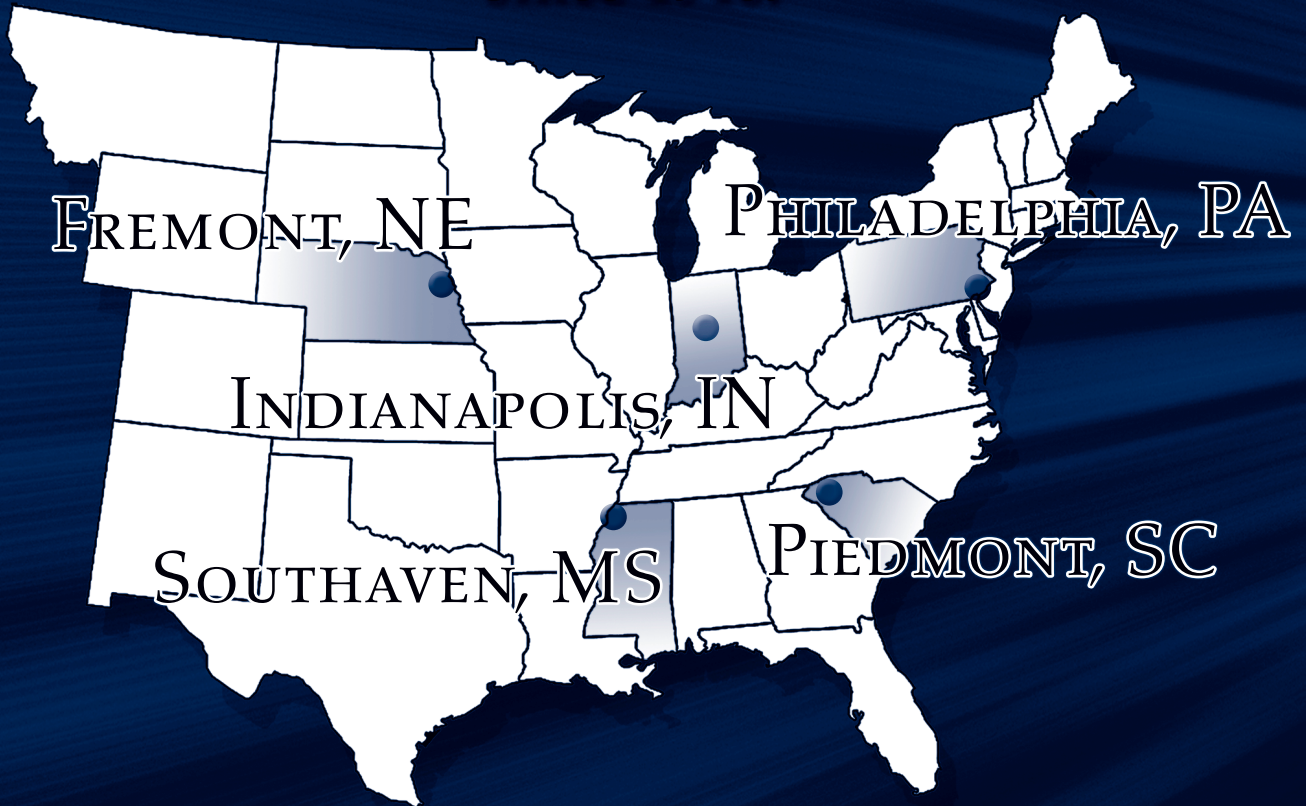 Fremont, NE
Philadelphia, PA
Indianapolis, IN
Southaven, MS
Piedmont, SC